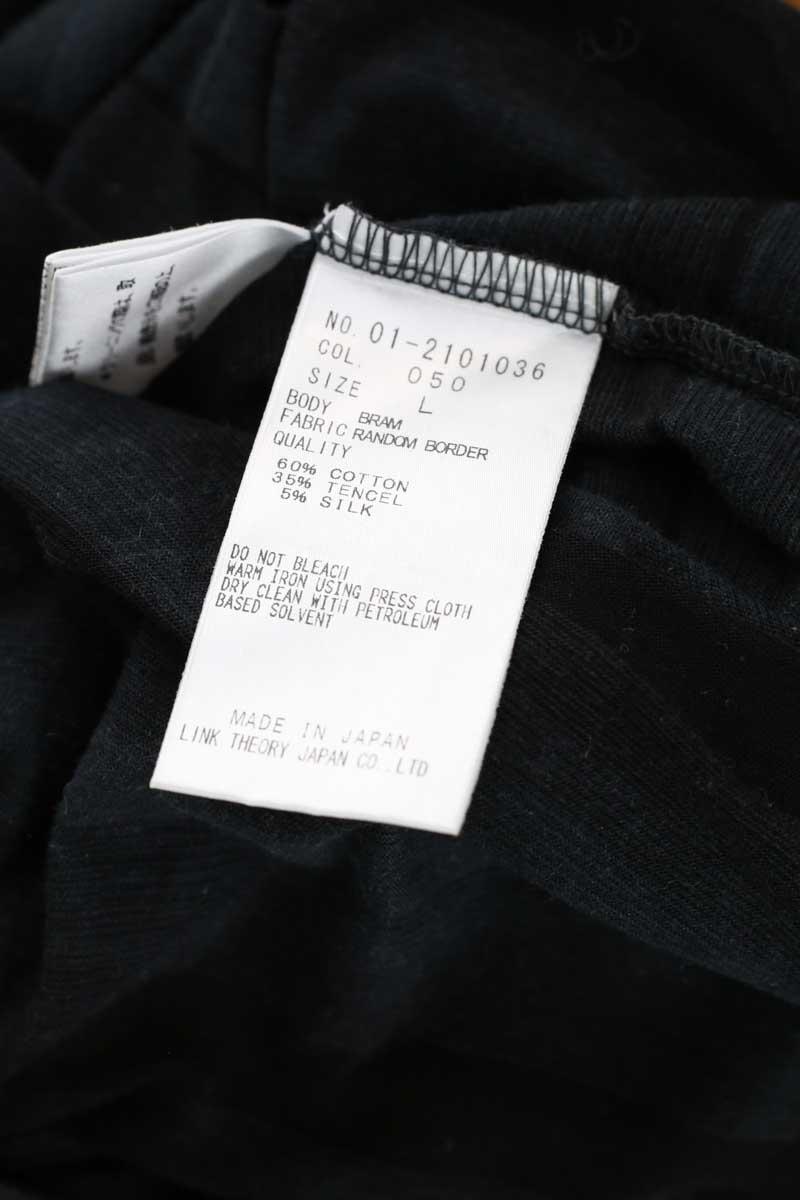 NO. 01-2101036
COL. 050
SIZE L
BODY BRAM
FABRIC RANDOM BORDER
QUALITY
60% COTTON
35% TENCEL
5% SILK
DO NOT BLEACH
WARM IRON USING PRESS CLOTH
DRY CLEAN WITH PETROLEUM
BASED SOLVENT
MADE IN JAPAN
LINK THEORY JAPAN CO.,LTD